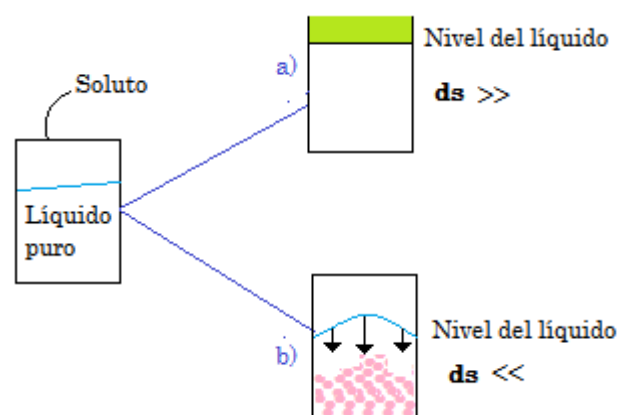 Soluto
Líquido
puro
a)
Nivel del líquido
ds >>
b)
Nivel del líquido
ds <<